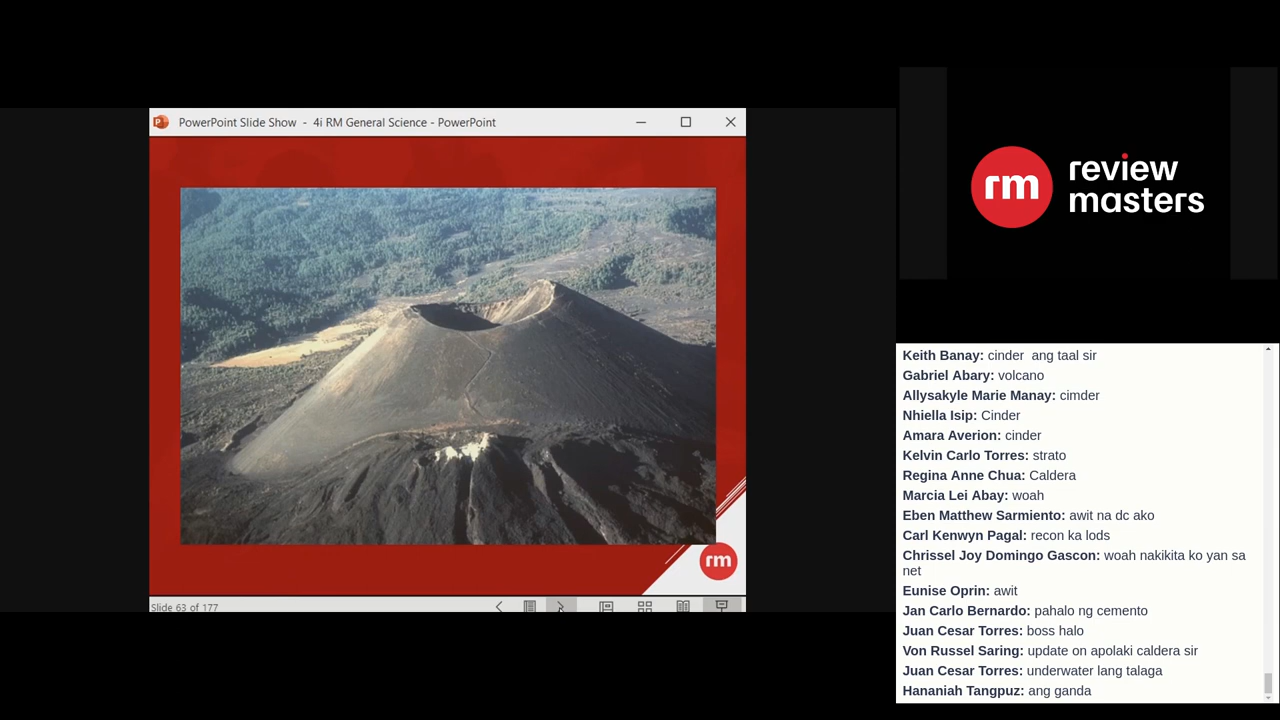 PowerPoint Slide Show - 4i RM General Science - PowerPoint
rm
Slide 63 of 177
rm review
masters
Keith Banay: cinder  ang taal sir
Gabriel Abary: volcano
Allysakyle Marie Manay: cimder
Nhiella Isip: Cinder
Amara Averion: cinder
Kelvin Carlo Torres: strato
Regina Anne Chua: Caldera
Marcia Lei Abay: woah
Eben Matthew Sarmiento: awit na dc ako
Carl Kenwyn Pagal: recon ka lods
Chrissel Joy Domingo Gascon: woah nakikita ko yan sa
net
Eunise Oprin: awit
Jan Carlo Bernardo: pahalo ng cemento
Juan Cesar Torres: boss halo
Von Russel Saring: update on apolaki caldera sir
Juan Cesar Torres: underwater lang talaga
Hananiah Tangpuz: ang ganda